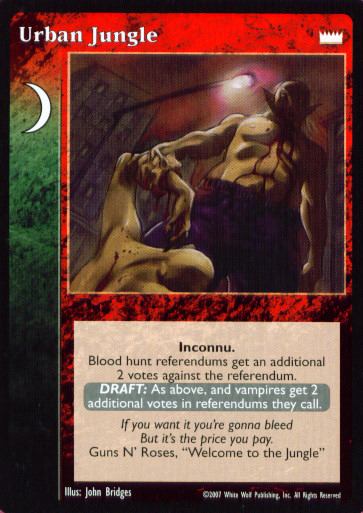 Urban Jungle
Inconnu.
Blood hunt referendums get an additional
2 votes against the referendum.
DRAFT: As above, and vampires get 2
additional votes in referendums they call.
If you want it you're gonna bleed
But it's the price you pay.
Guns N' Roses, "Welcome to the Jungle"
Illus: John Bridges
©2007 White Wolf Publishing, Inc. All Rights Reserved